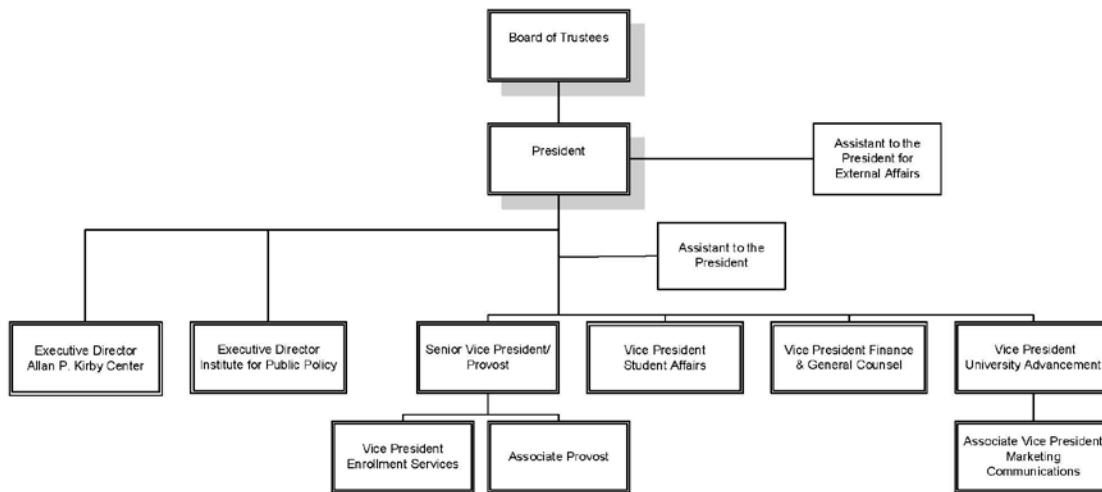 Board of Trustees
President
Assistant to the
President for
External Affairs
Assistant to the
President
Executive Director
Allan P. Kirby Center
Executive Director
Institute for Public Policy
Senior Vice President/
Provost
Vice President
Student Affairs
Vice President Finance
& General Counsel
Vice President
University Advancement
Vice President
Enrollment Services
Associate Provost
Associate Vice President
Marketing
Communications